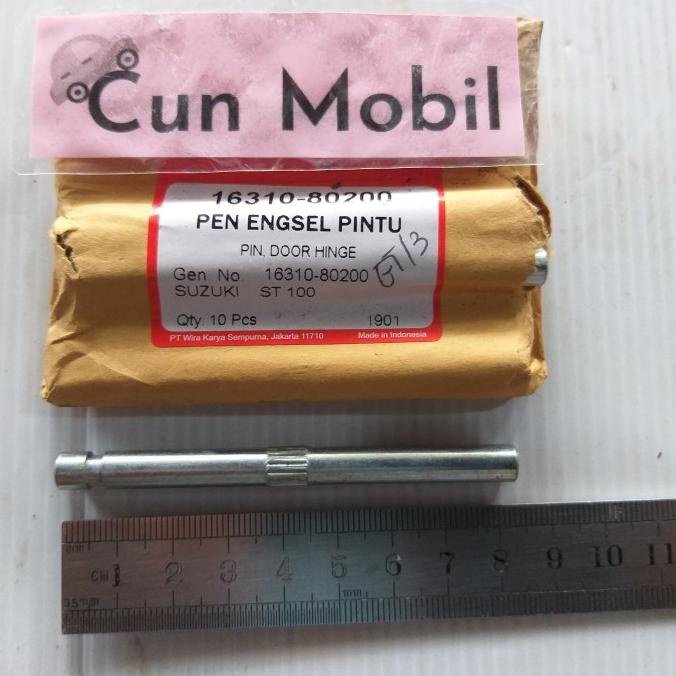 Cun Mobil
16310-80200
PEN ENGSEL PINTU
PIN, DOOR HINGE
Gen. No 16310-80200
SUZUKI ST 100
Qty. 10 Pcs 1901
PT Wira Karya Sempurna, Jakarta 11710 Made in Indonesia
1 2 3 4 5 6 7 8 9 10 11
mm